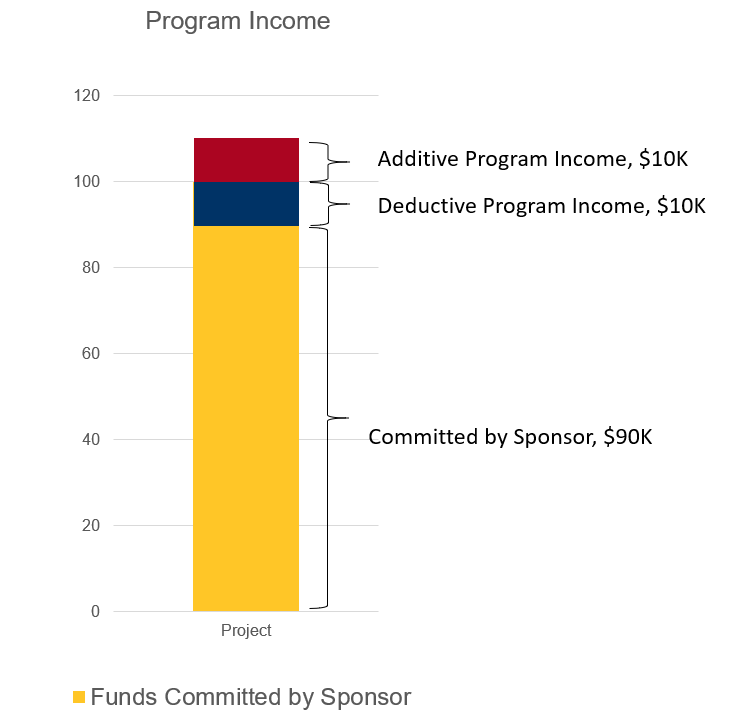 Program Income
120
Additive Program Income, $10K
100
Deductive Program Income, $10K
80
60
40
Committed by Sponsor, $90K
20
0
Project
Funds Committed by Sponsor